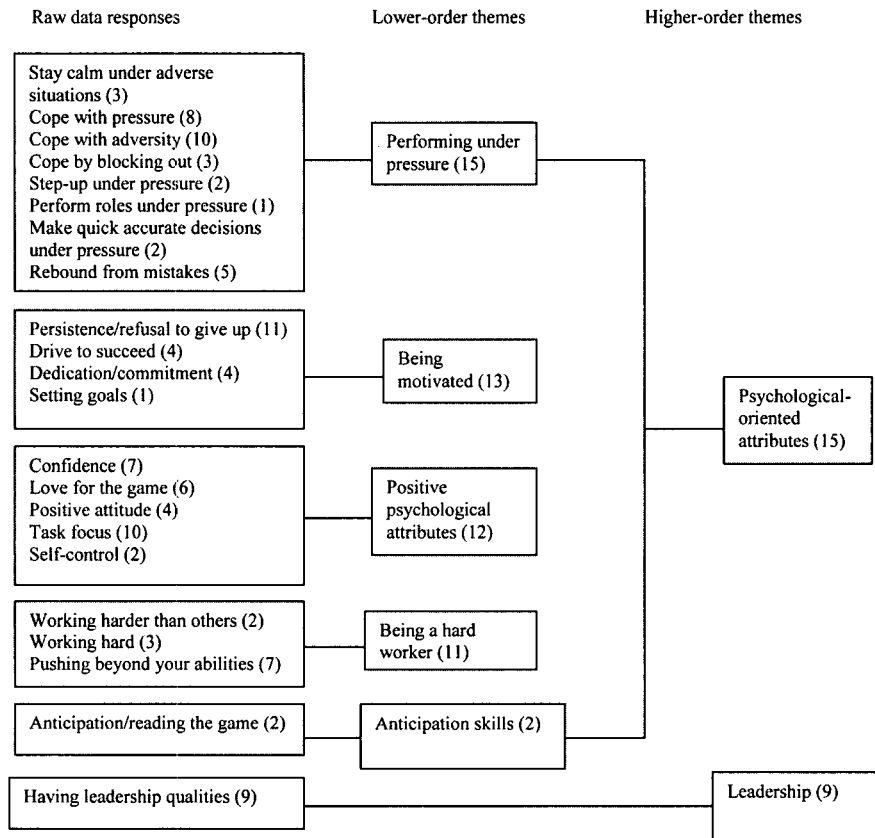 Raw data responses
Lower-order themes
Higher-order themes
Stay calm under adverse
situations (3)
Cope with pressure (8)
Cope with adversity (10)
Cope by blocking out (3)
Step-up under pressure (2)
Perform roles under pressure (1)
Make quick accurate decisions
under pressure (2)
Rebound from mistakes (5)
Performing under
pressure (15)
Persistence/refusal to give up (11)
Drive to succeed (4)
Dedication/commitment (4)
Setting goals (1)
Being
motivated (13)
Psychological-
oriented
attributes (15)
Confidence (7)
Love for the game (6)
Positive attitude (4)
Task focus (10)
Self-control (2)
Positive
psychological
attributes (12)
Working harder than others (2)
Working hard (3)
Pushing beyond your abilities (7)
Being a hard
worker (11)
Anticipation/reading the game (2)
Anticipation skills (2)
Having leadership qualities (9)
Leadership (9)